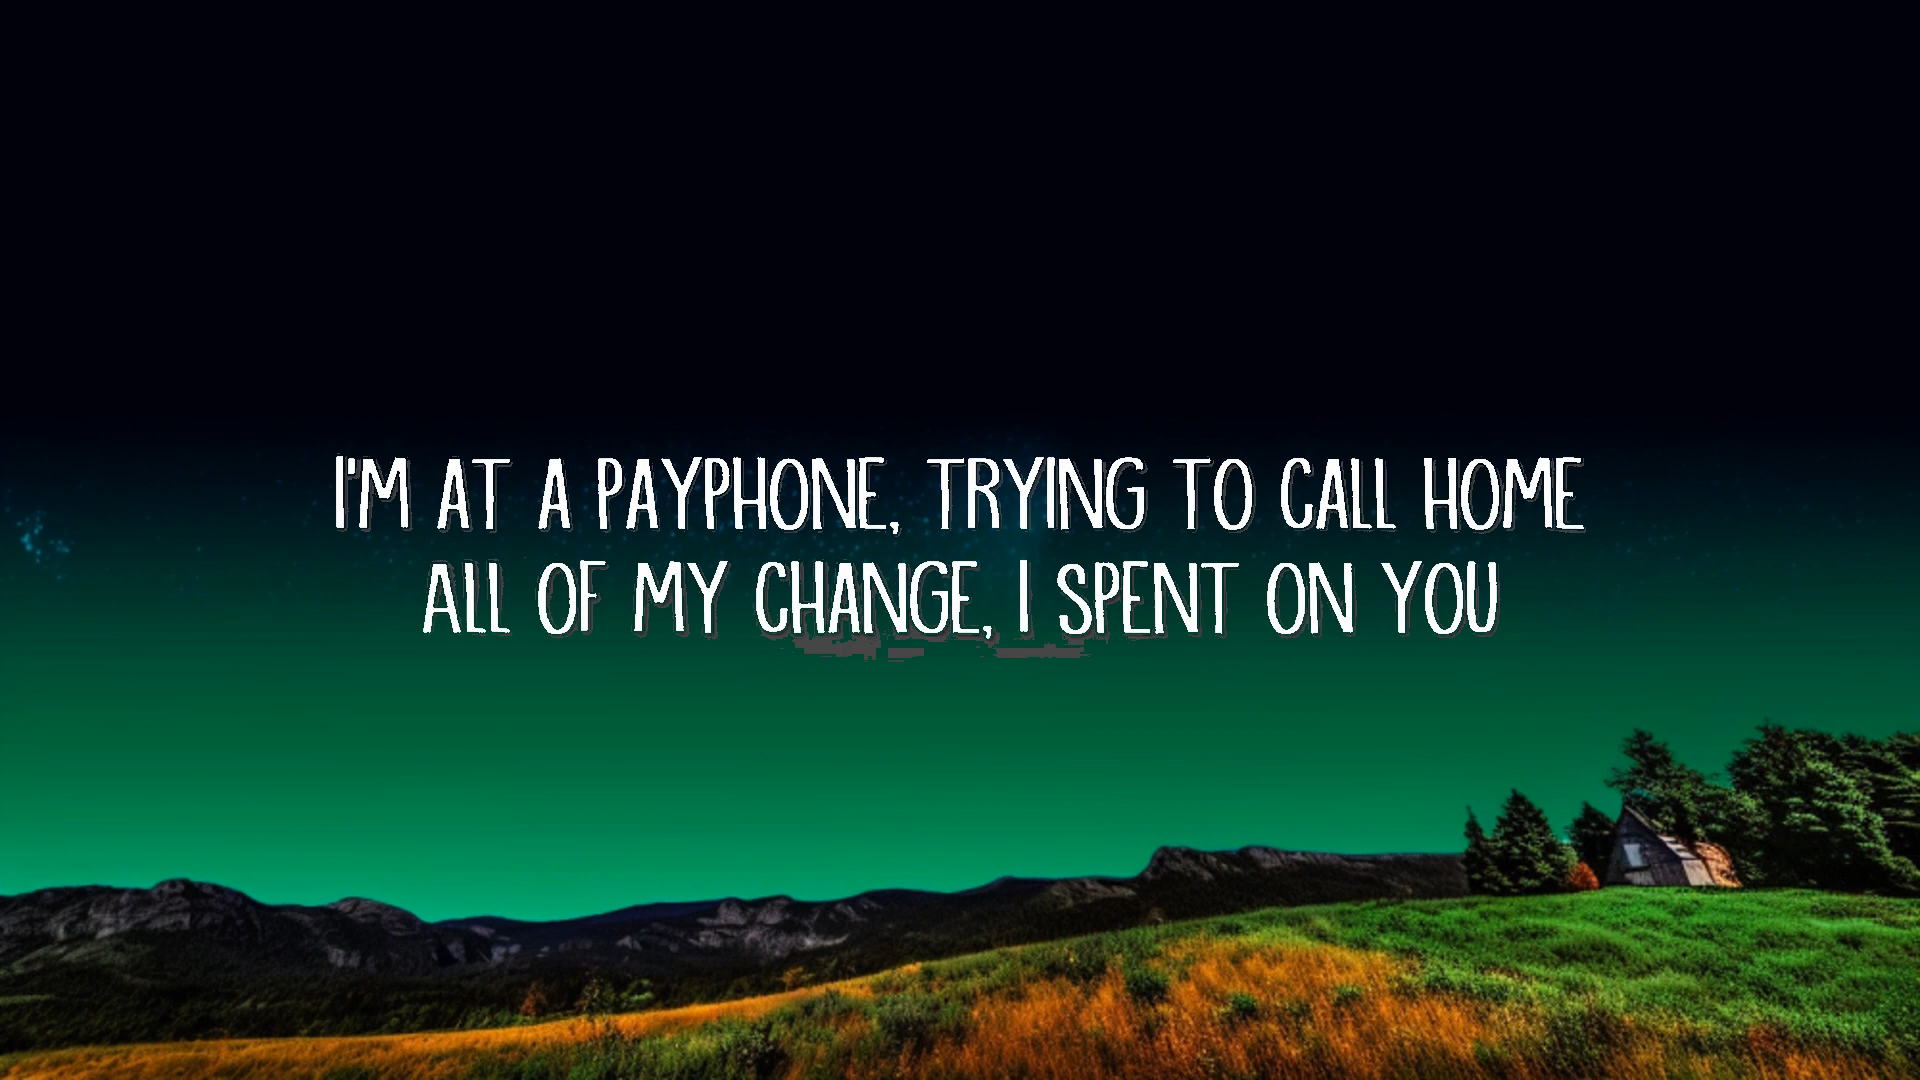 I'M AT A PAYPHONE, TRYING TO CALL HOME
ALL OF MY CHANGE, I SPENT ON YOU